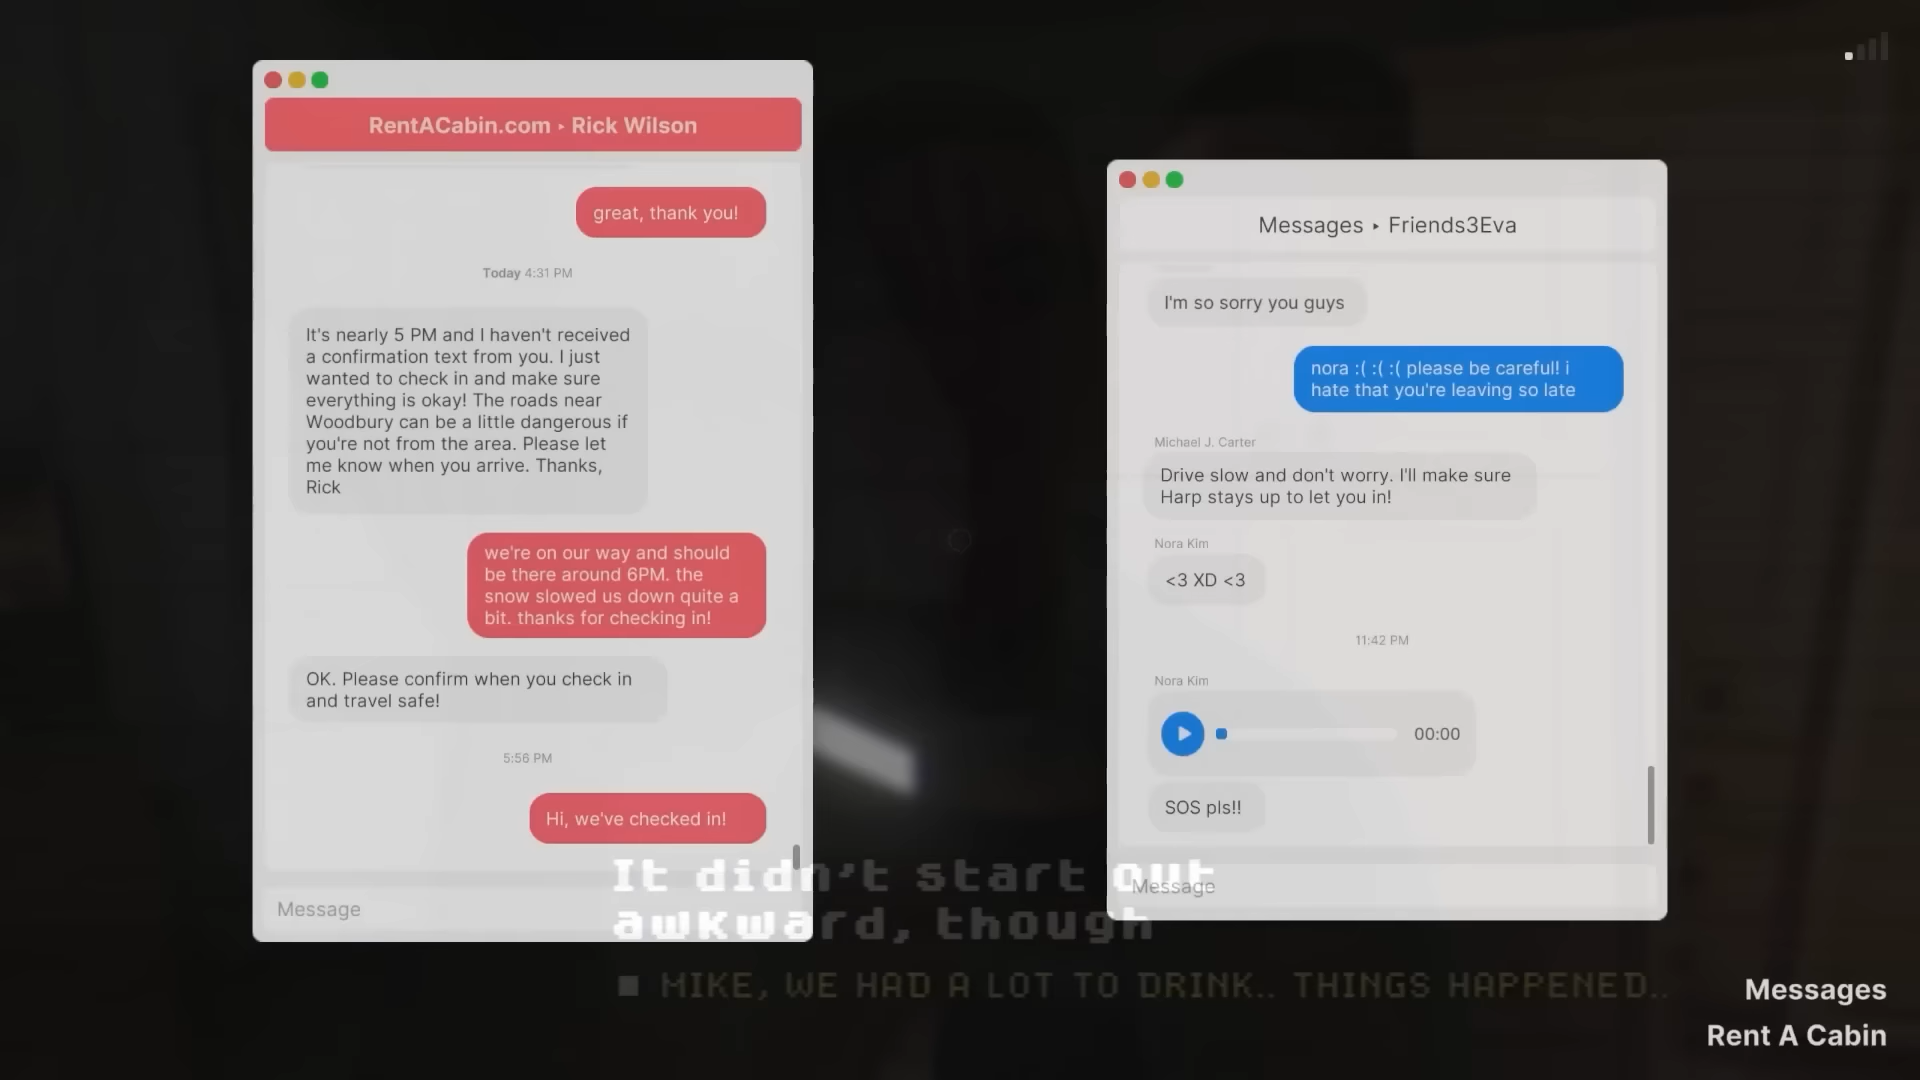 RentACabin.com ▸ Rick Wilson
great, thank you!
Today 4:31 PM
It's nearly 5 PM and I haven't received
a confirmation text from you. I just
wanted to check in and make sure
everything is okay! The roads near
Woodbury can be a little dangerous if
you're not from the area. Please let
me know when you arrive. Thanks,
Rick
we're on our way and should
be there around 6PM. the
snow slowed us down quite a
bit. thanks for checking in!
OK. Please confirm when you check in
and travel safe!
5:56 PM
Hi, we've checked in!
Message
Messages ▸ Friends3Eva
I'm so sorry you guys
nora :( :( :( please be careful! i
hate that you're leaving so late
Michael J. Carter
Drive slow and don't worry. I'll make sure
Harp stays up to let you in!
Nora Kim
<3 XD <3
11:42 PM
Nora Kim
00:00
SOS pls!!
Message
It didn't start out
awkward, though
MIKE, WE HAD A LOT TO DRINK.. THINGS HAPPENED..
Messages
Rent A Cabin